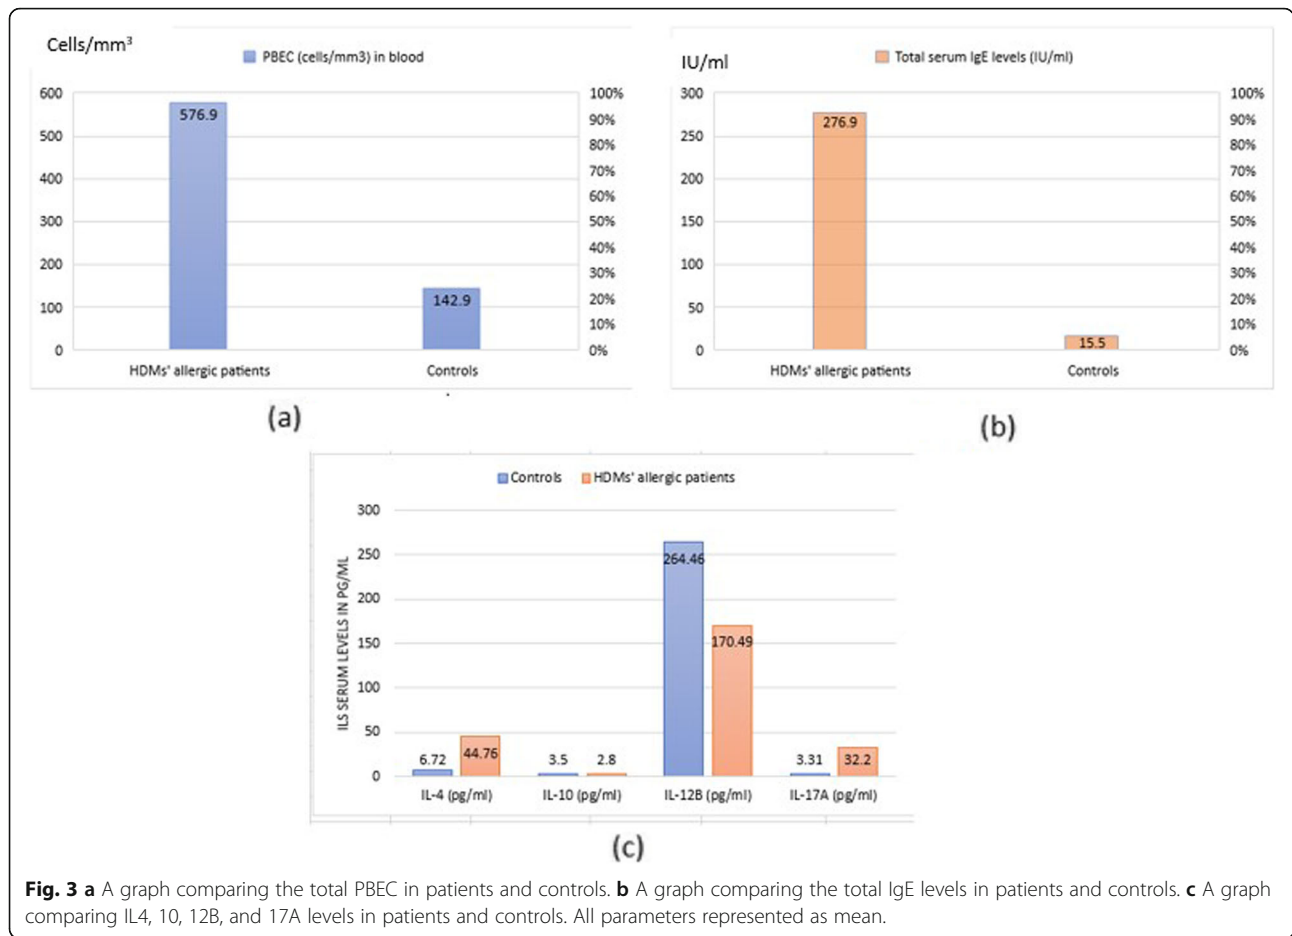 Cells/mm³
PBEC (cells/mm3) in blood
600
500
400
300
200
100
0
100%
90%
80%
70%
60%
50%
40%
30%
20%
10%
0%
576.9
142.9
HDMs' allergic patients
Controls
(a)
IU/ml
Total serum IgE levels (IU/ml)
300
250
200
150
100
50
0
100%
90%
80%
70%
60%
50%
40%
30%
20%
10%
0%
276.9
15.5
HDMs' allergic patients
Controls
(b)
Controls
HDMs' allergic patients
ILS SERUM LEVELS IN PG/ML
300
250
200
150
100
50
0
6.72
44.76
3.5
2.8
264.46
170.49
3.31
32.2
IL-4 (pg/ml)
IL-10 (pg/ml)
IL-12B (pg/ml)
IL-17A (pg/ml)
(c)
Fig. 3 a A graph comparing the total PBEC in patients and controls. b A graph comparing the total IgE levels in patients and controls. c A graph
comparing IL4, 10, 12B, and 17A levels in patients and controls. All parameters represented as mean.